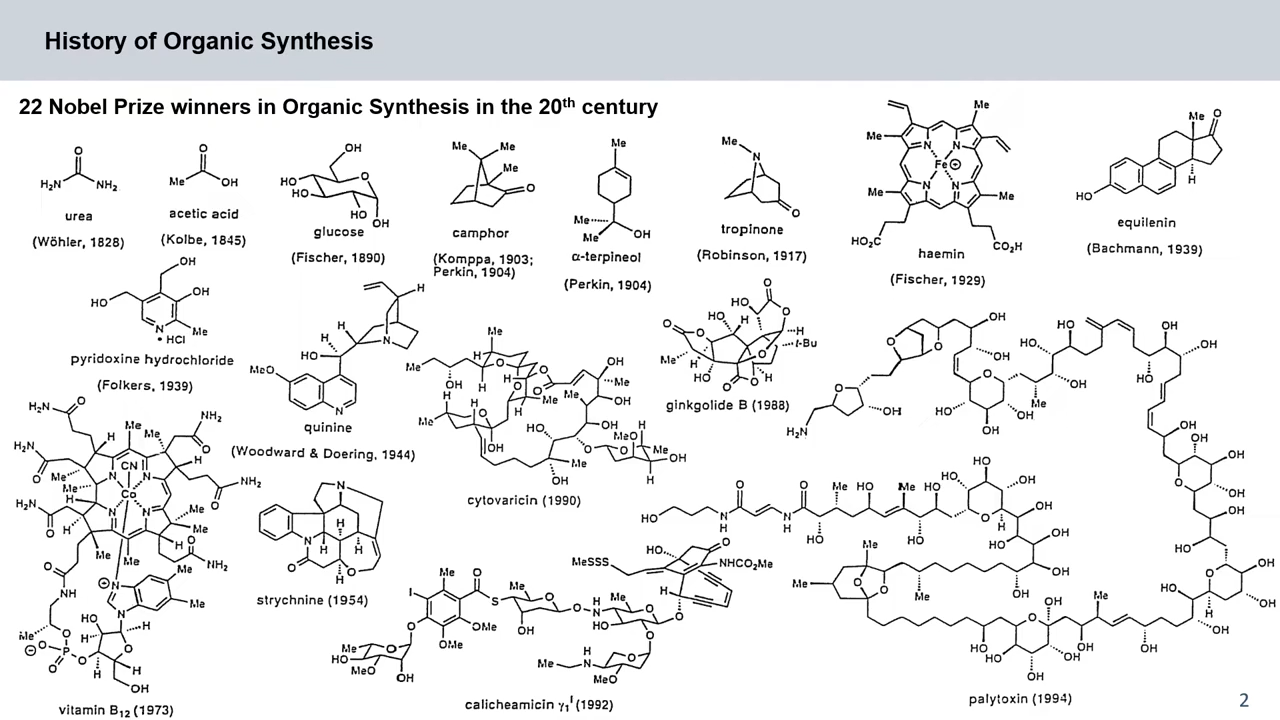 History of Organic Synthesis
22 Nobel Prize winners in Organic Synthesis in the 20th century
urea
(Wöhler, 1828)
acetic acid
(Kolbe, 1845)
glucose
(Fischer, 1890)
camphor
(Komppa, 1903;
Perkin, 1904)
α-terpineol
(Perkin, 1904)
tropinone
(Robinson, 1917)
haemin
(Fischer, 1929)
equilenin
(Bachmann, 1939)
pyridoxine hydrochloride
(Folkers, 1939)
quinine
(Woodward & Doering, 1944)
cytovaricin (1990)
ginkgolide B (1988)
vitamin B12 (1973)
strychnine (1954)
calicheamicin γ1I (1992)
palytoxin (1994)
2